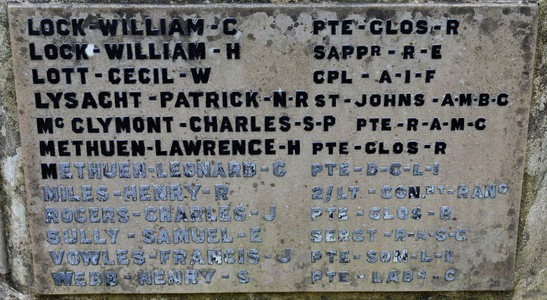 LOCK-WILLIAM-C PTE-GLOS-R
LOCK-WILLIAM-H SAPPR-R-E
LOTT-CECIL-W CPL-A-I-F
LYSAGHT-PATRICK-N-R ST-JOHNS-A-M-B-C
Mc CLYMONT-CHARLES-S-P PTE-R-A-M-C
METHUEN-LAWRENCE-H PTE-GLOS-R
METHUEN-LEONARD-C PTE-D-C-L-I
MILES-HENRY-R 2/LT-CONHT-RANG
ROGERS-CHARLES-J PTE-GLOS-R.
SULLY-SAMUEL-E SERGT-R-A-S-C
VOWLES-FRANCIS-J PTE-SOM-L-I
WEBB-HENRY-S PTE-LABR-C